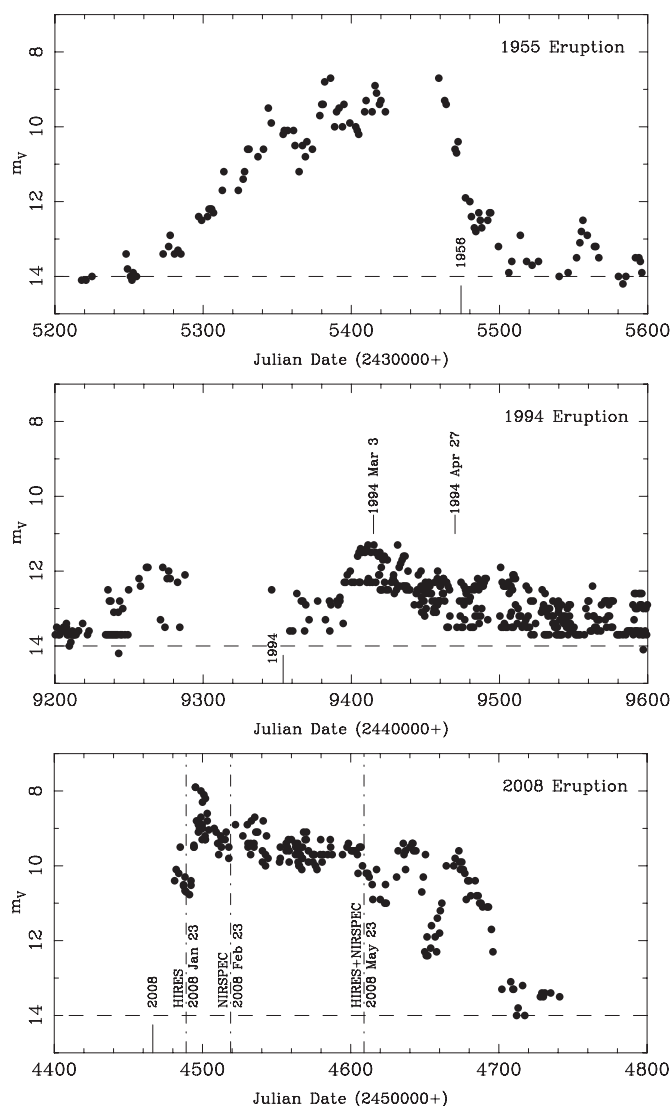 1955 Eruption
8
10
12
14
m_V
1956
5200 5300 5400 5500 5600
Julian Date (2430000+)
1994 Eruption
8
10
12
14
m_V
1994 Mar 3
1994 Apr 27
1994
9200 9300 9400 9500 9600
Julian Date (2440000+)
2008 Eruption
8
10
12
14
m_V
2008
HIRES
2008 Jan 23
NIRSPEC
2008 Feb 23
HIRES+NIRSPEC
2008 May 23
4400 4500 4600 4700 4800
Julian Date (2450000+)